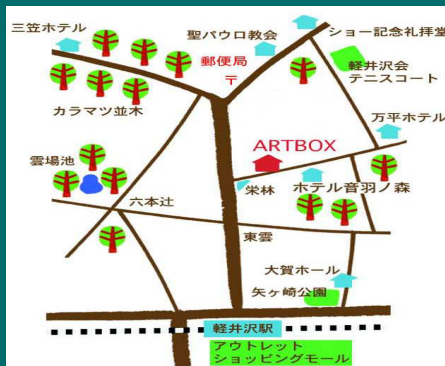 三笠ホテル
聖パウロ教会
ショー記念礼拝堂
郵便局
〒
軽井沢会
テニスコート
カラマツ並木
万平ホテル
ARTBOX
雲場池
栄林
ホテル音羽ノ森
六本辻
東雲
大賀ホール
矢ヶ崎公園
軽井沢駅
アウトレット
ショッピングモール